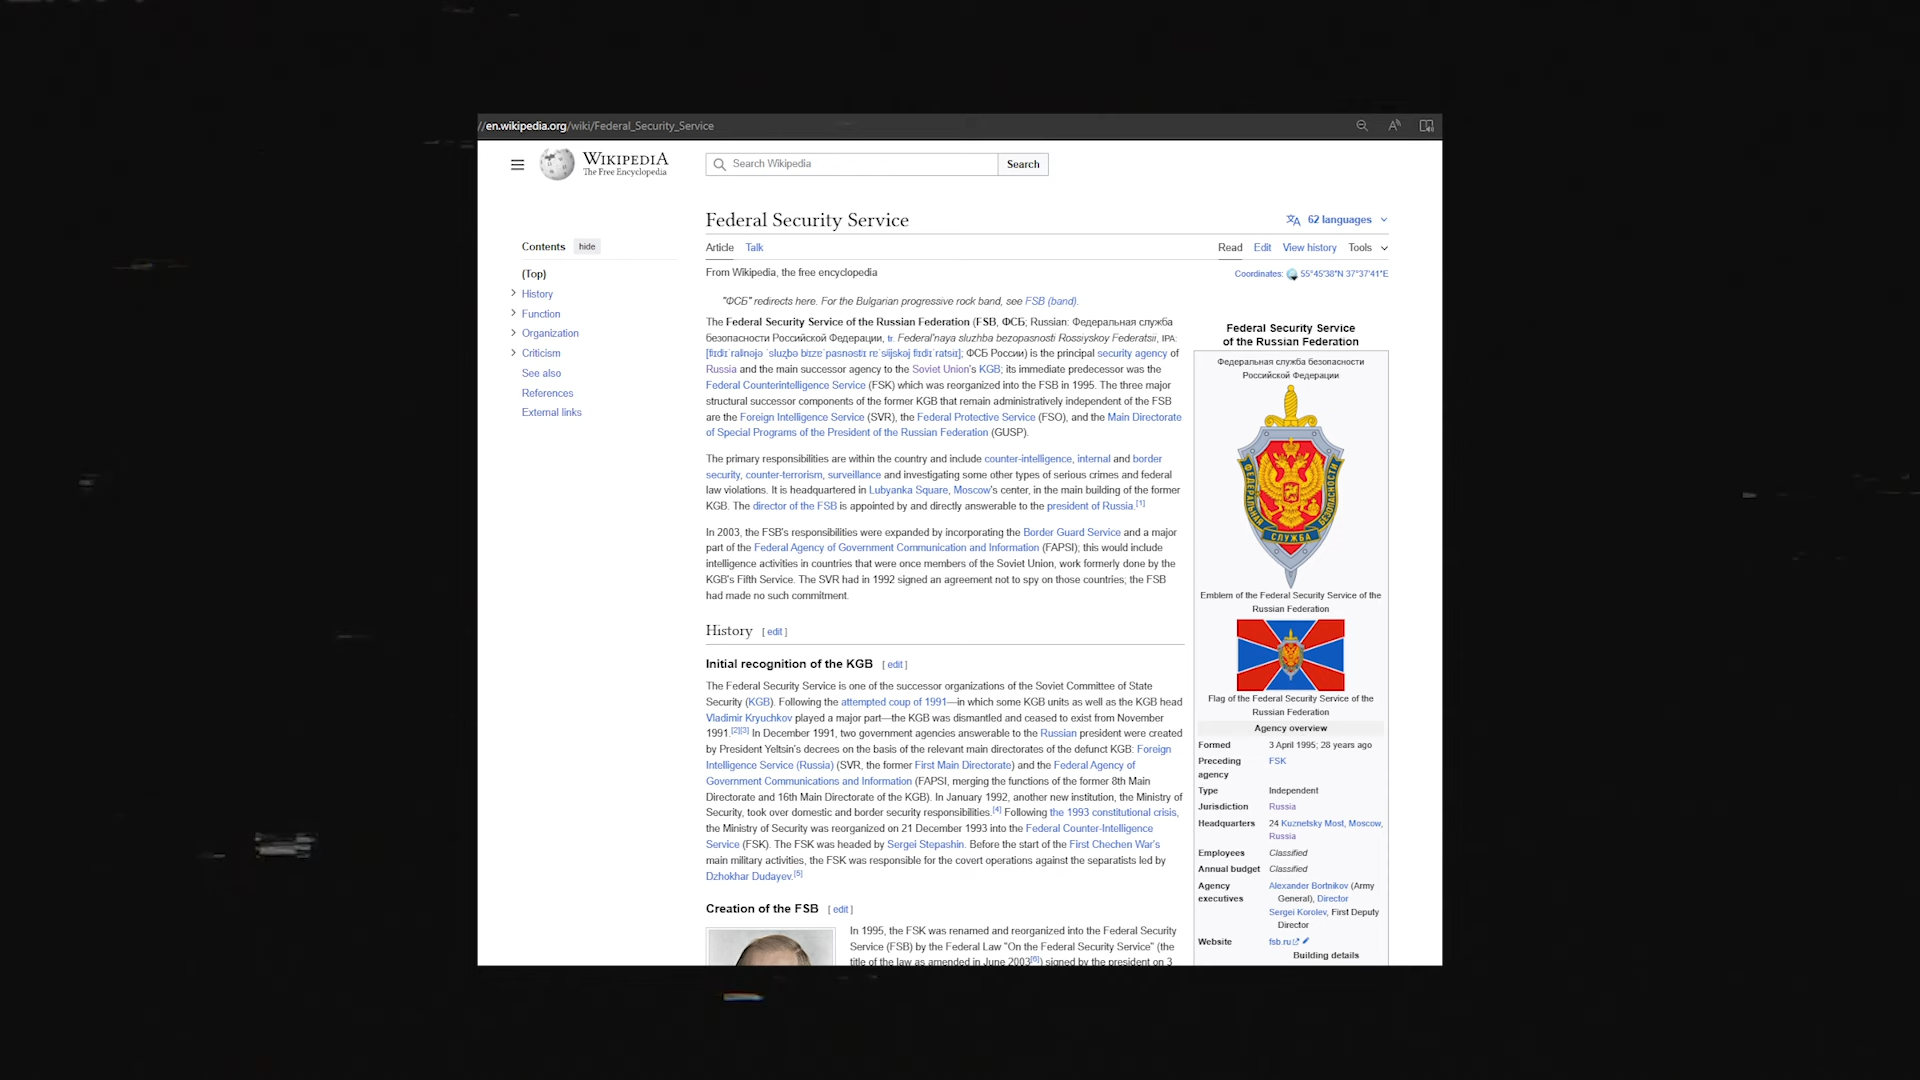 //en.wikipedia.org/wiki/Federal_Security_Service
WIKIPEDIA
The Free Encyclopedia
Search Wikipedia
Search
Federal Security Service
62 languages
Contents hide
Article Talk
Read Edit View history Tools
(Top)
History
Function
Organization
Criticism
See also
References
External links
From Wikipedia, the free encyclopedia
Coordinates: 55°45′38″N 37°37′41″E
"ФСБ" redirects here. For the Bulgarian progressive rock band, see FSB (band).
The Federal Security Service of the Russian Federation (FSB, ФСБ; Russian: Федеральная служба
безопасности Российской Федерации, tr. Federal'naya sluzhba bezopasnosti Rossiyskoy Federatsii, IPA:
ФСБ России) is the principal security agency of
Russia and the main successor agency to the Soviet Union's KGB; its immediate predecessor was the
Federal Counterintelligence Service (FSK) which was reorganized into the FSB in 1995. The three major
structural successor components of the former KGB that remain administratively independent of the FSB
are the Foreign Intelligence Service (SVR), the Federal Protective Service (FSO), and the Main Directorate
of Special Programs of the President of the Russian Federation (GUSP).
The primary responsibilities are within the country and include counter-intelligence, internal and border
security, counter-terrorism, surveillance and investigating some other types of serious crimes and federal
law violations. It is headquartered in Lubyanka Square, Moscow's center, in the main building of the former
KGB. The director of the FSB is appointed by and directly answerable to the president of Russia.[1]
In 2003, the FSB's responsibilities were expanded by incorporating the Border Guard Service and a major
part of the Federal Agency of Government Communication and Information (FAPSI); this would include
intelligence activities in countries that were once members of the Soviet Union, work formerly done by the
KGB's Fifth Service. The SVR had in 1992 signed an agreement not to spy on those countries; the FSB
had made no such commitment.
History [ edit ]
Initial recognition of the KGB [ edit ]
The Federal Security Service is one of the successor organizations of the Soviet Committee of State
Security (KGB). Following the attempted coup of 1991—in which some KGB units as well as the KGB head
Vladimir Kryuchkov played a major part—the KGB was dismantled and ceased to exist from November
1991.[2][3] In December 1991, two government agencies answerable to the Russian president were created
by President Yeltsin's decrees on the basis of the relevant main directorates of the defunct KGB: Foreign
Intelligence Service (Russia) (SVR, the former First Main Directorate) and the Federal Agency of
Government Communications and Information (FAPSI, merging the functions of the former 8th Main
Directorate and 16th Main Directorate of the KGB). In January 1992, another new institution, the Ministry of
Security, took over domestic and border security responsibilities.[4] Following the 1993 constitutional crisis,
the Ministry of Security was reorganized on 21 December 1993 into the Federal Counter-Intelligence
Service (FSK). The FSK was headed by Sergei Stepashin. Before the start of the First Chechen War's
main military activities, the FSK was responsible for the covert operations against the separatists led by
Dzhokhar Dudayev.[5]
Creation of the FSB [ edit ]
In 1995, the FSK was renamed and reorganized into the Federal Security
Service (FSB) by the Federal Law "On the Federal Security Service" (the
title of the law as amended in June 2003[6]) signed by the president on 3
Federal Security Service
of the Russian Federation
Федеральная служба безопасности
Российской Федерации
ФЕДЕРАЛЬНАЯ
СЛУЖБА
БЕЗОПАСНОСТИ
Emblem of the Federal Security Service of the
Russian Federation
Flag of the Federal Security Service of the
Russian Federation
Agency overview
Formed 3 April 1995; 28 years ago
Preceding FSK
agency
Type Independent
Jurisdiction Russia
Headquarters 24 Kuznetsky Most, Moscow,
Russia
Employees Classified
Annual budget Classified
Agency Alexander Bortnikov (Army
executives General), Director
Sergei Korolev, First Deputy
Director
Website fsb.ru
Building details